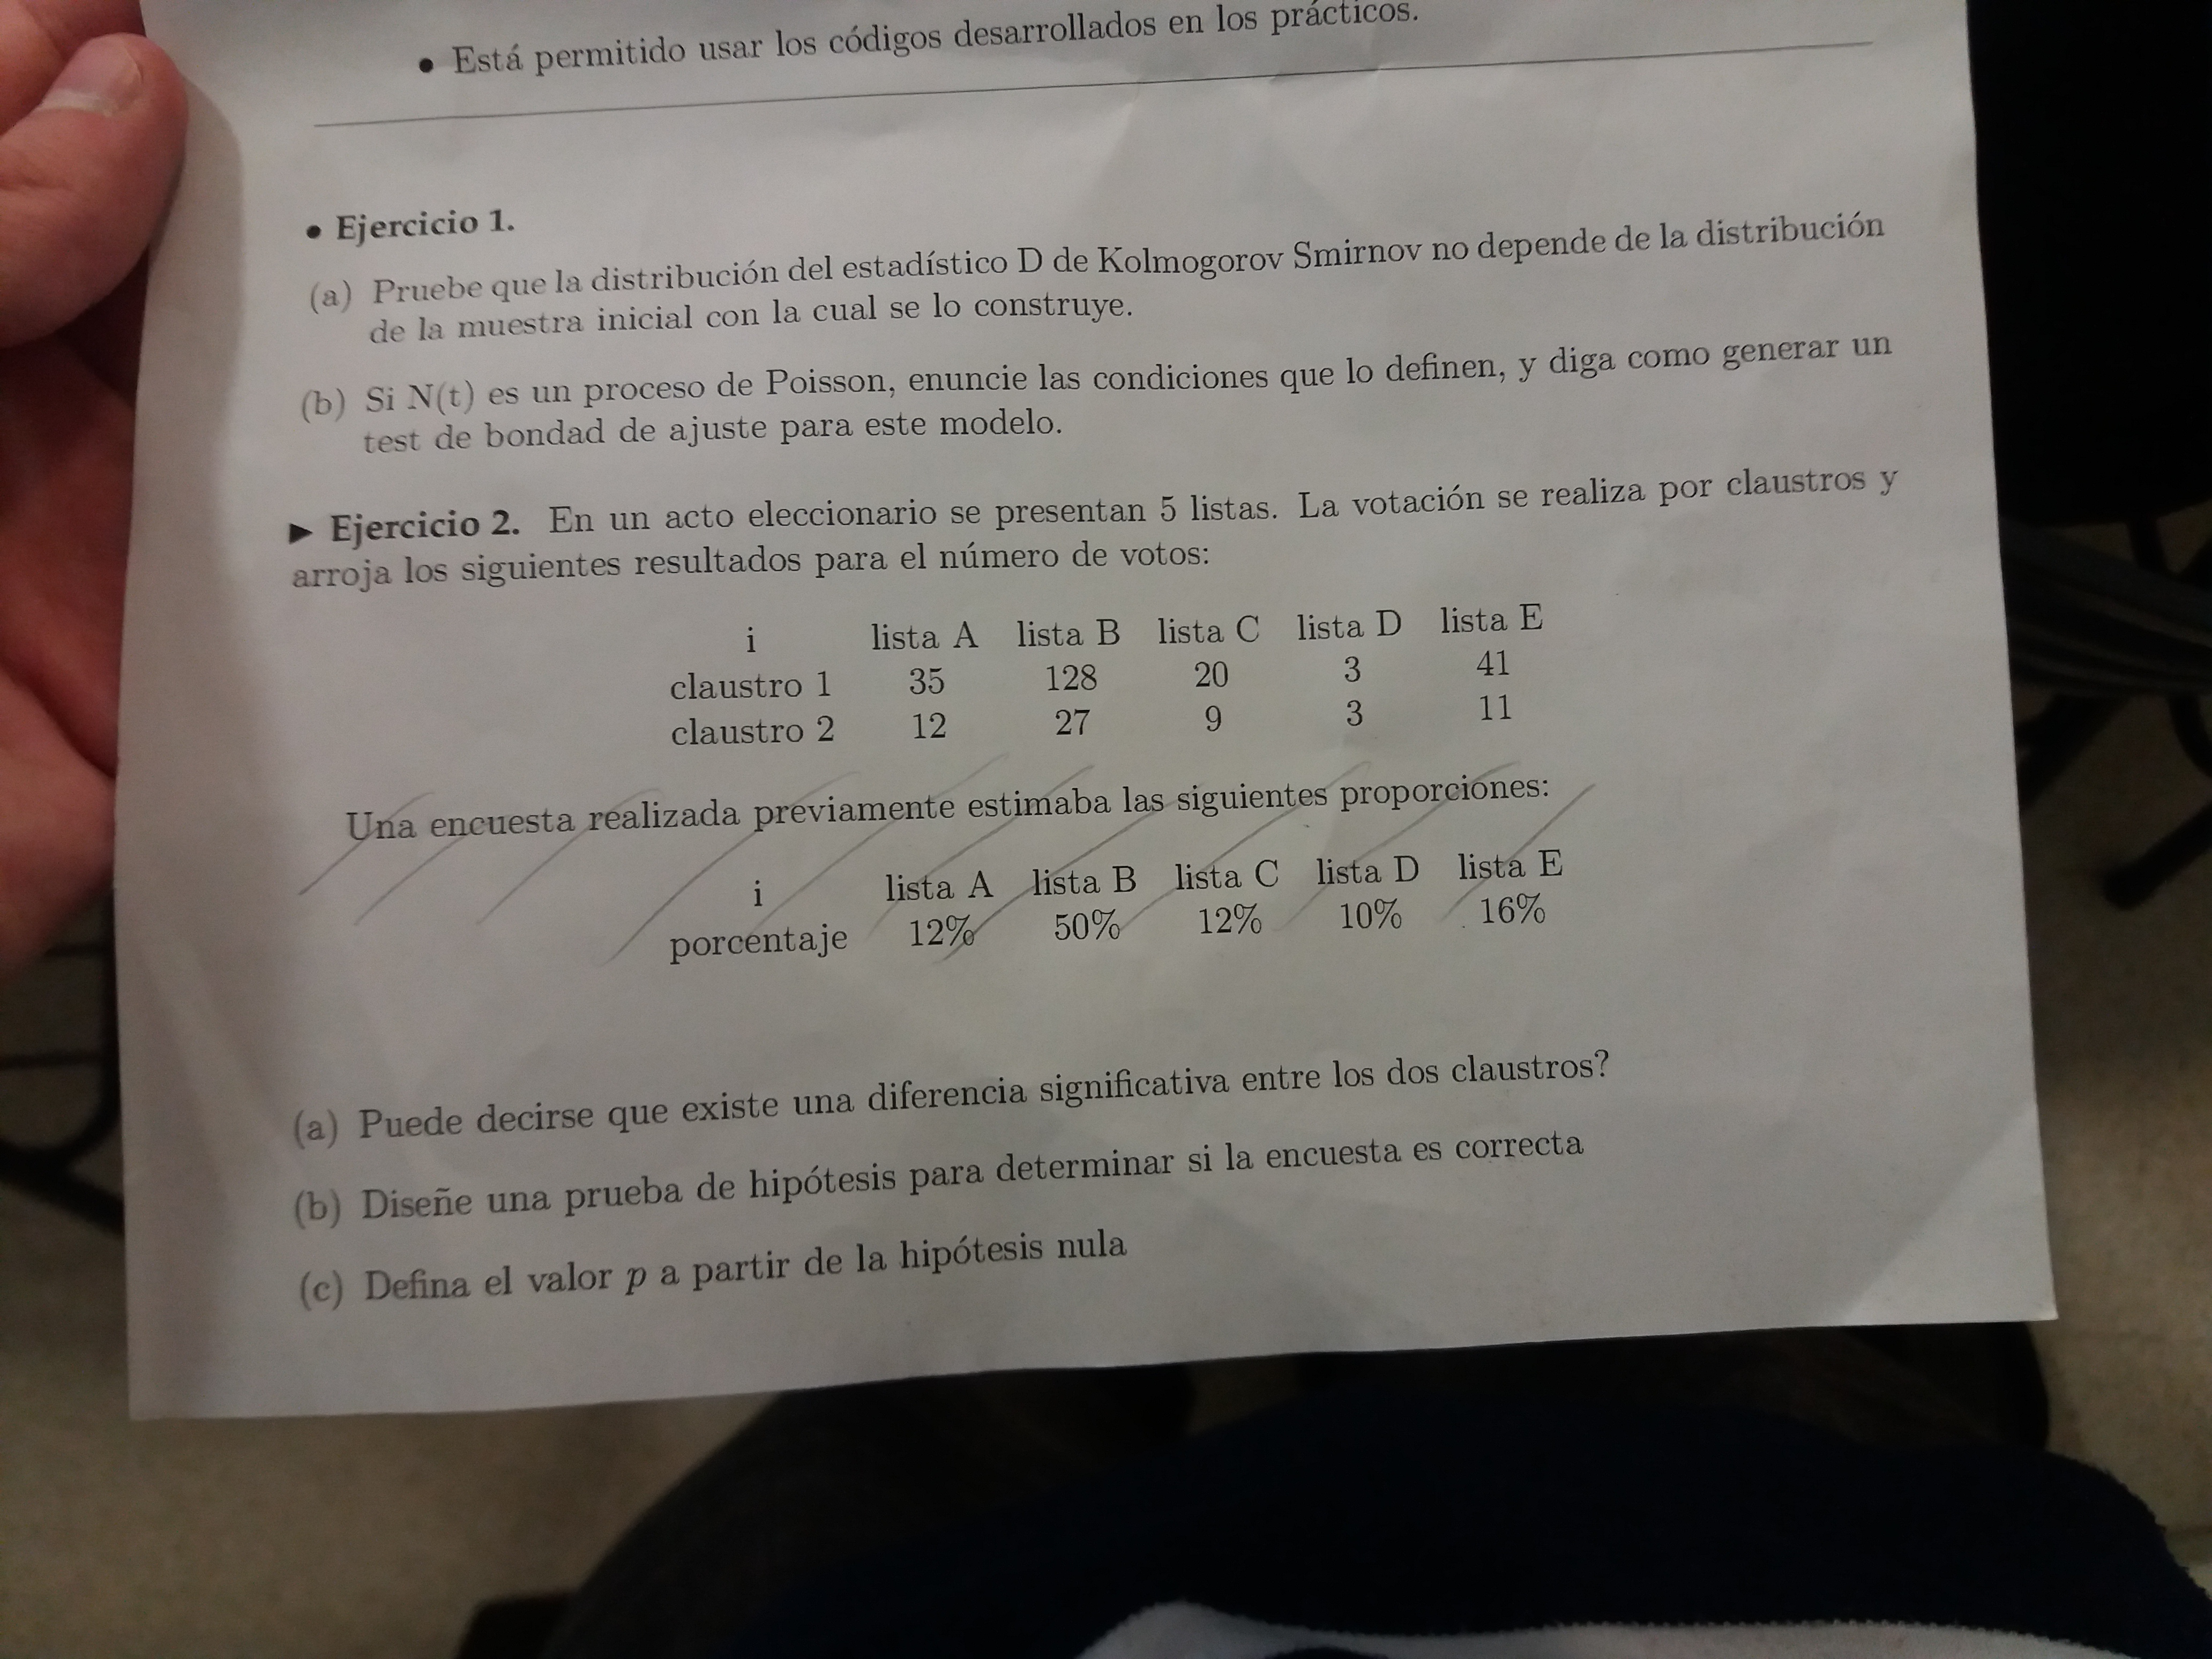 • Está permitido usar los códigos desarrollados en los prácticos.
• Ejercicio 1.
(a) Pruebe que la distribución del estadístico D de Kolmogorov Smirnov no depende de la distribución
de la muestra inicial con la cual se lo construye.
(b) Si N(t) es un proceso de Poisson, enuncie las condiciones que lo definen, y diga como generar un
test de bondad de ajuste para este modelo.
► Ejercicio 2. En un acto eleccionario se presentan 5 listas. La votación se realiza por claustros y
arroja los siguientes resultados para el número de votos:
i lista A lista B lista C lista D lista E
claustro 1 35 128 20 3 41
claustro 2 12 27 9 3 11
Una encuesta realizada previamente estimaba las siguientes proporciones:
i lista A lista B lista C lista D lista E
porcentaje 12% 50% 12% 10% 16%
(a) Puede decirse que existe una diferencia significativa entre los dos claustros?
(b) Diseñe una prueba de hipótesis para determinar si la encuesta es correcta
(c) Defina el valor p a partir de la hipótesis nula